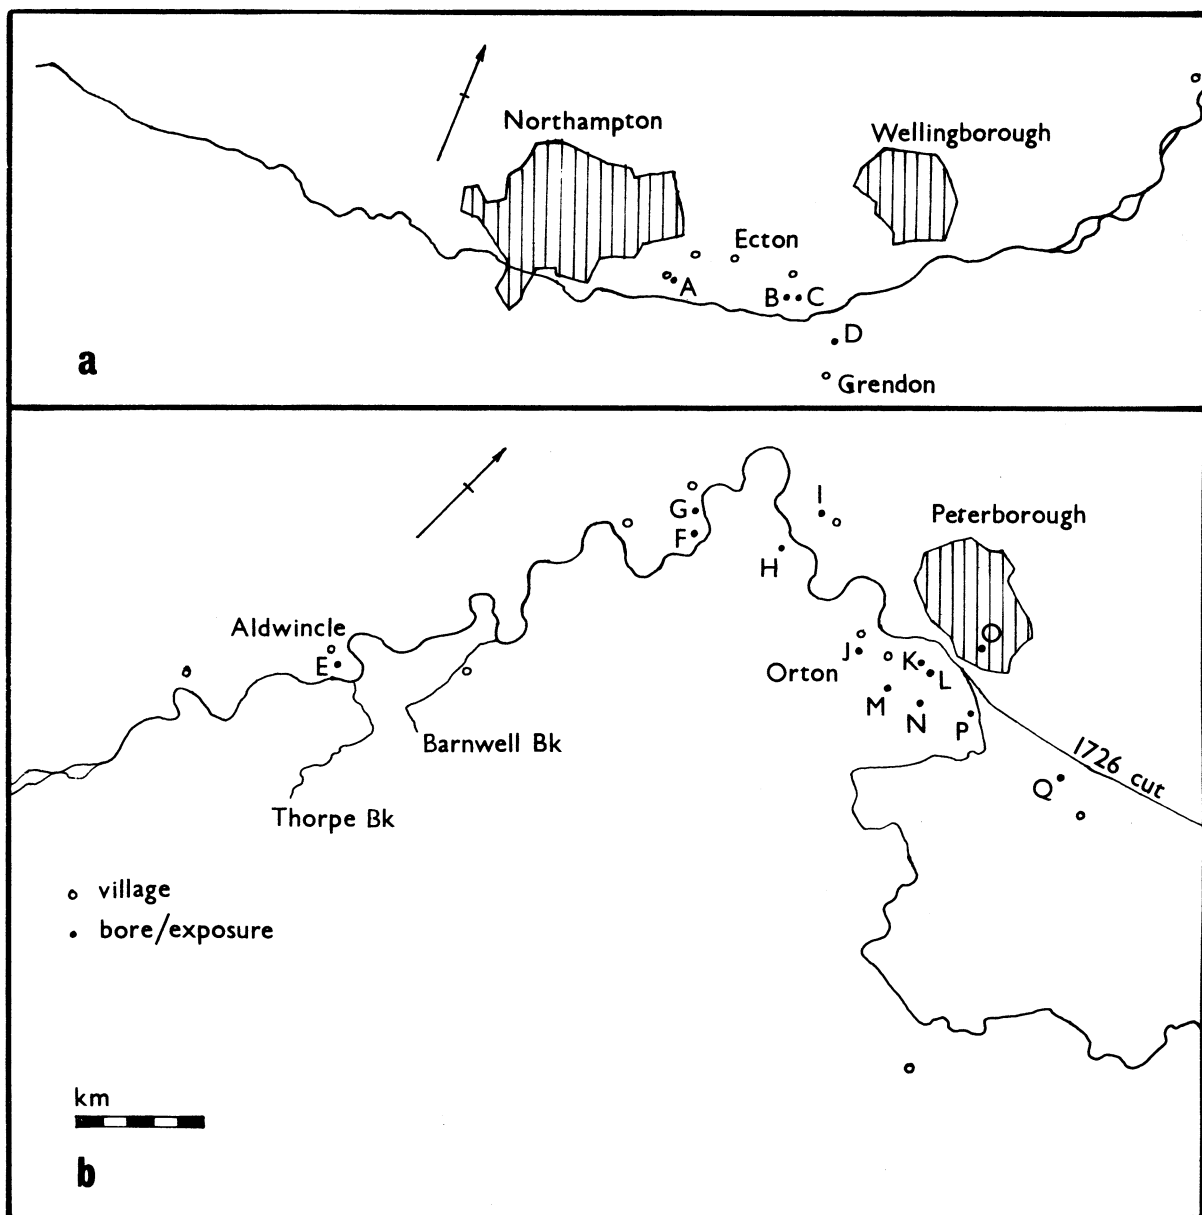 Northampton
Wellingborough
Ecton
A
B C
D
Grendon
a
I
G
Peterborough
F
H
O
Aldwincle
E
J
K
L
Orton
M
N
P
Barnwell Bk
1726 cut
Q
Thorpe Bk
village
bore/exposure
km
b